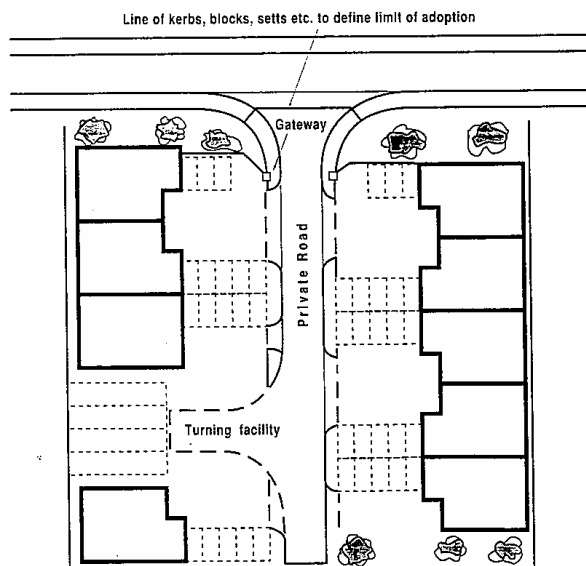 Line of kerbs, blocks, setts etc. to define limit of adoption
Gateway
Private Road
Turning facility